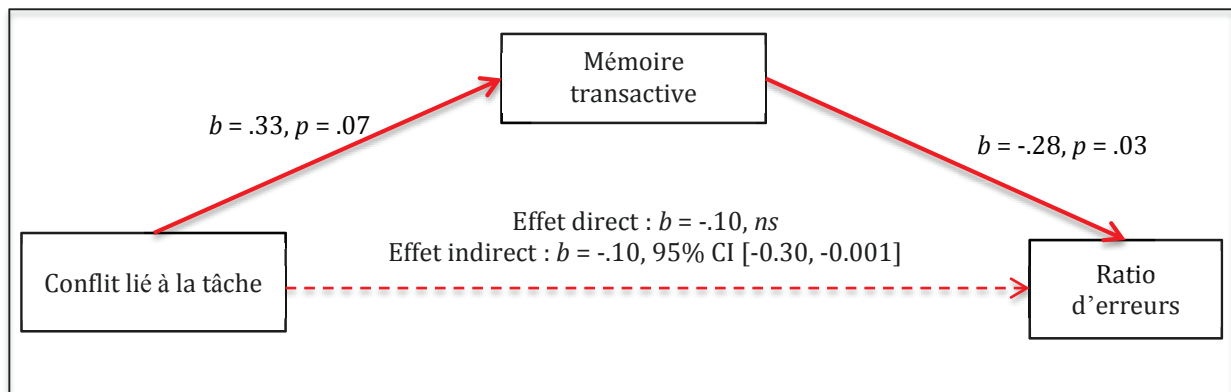 Mémoire
transactive
b = .33, p = .07
b = -.28, p = .03
Effet direct : b = -.10, ns
Effet indirect : b = -.10, 95% CI [-0.30, -0.001]
Conflit lié à la tâche
Ratio
d’erreurs